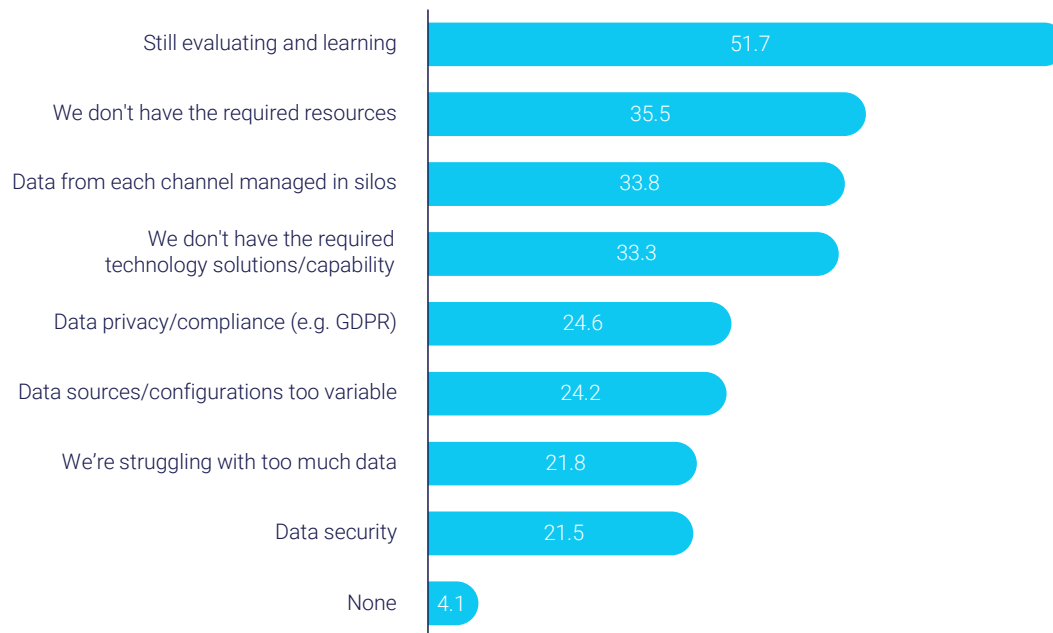 Still evaluating and learning
51.7
We don't have the required resources
35.5
Data from each channel managed in silos
33.8
We don't have the required
technology solutions/capability
33.3
Data privacy/compliance (e.g. GDPR)
24.6
Data sources/configurations too variable
24.2
We’re struggling with too much data
21.8
Data security
21.5
None
4.1